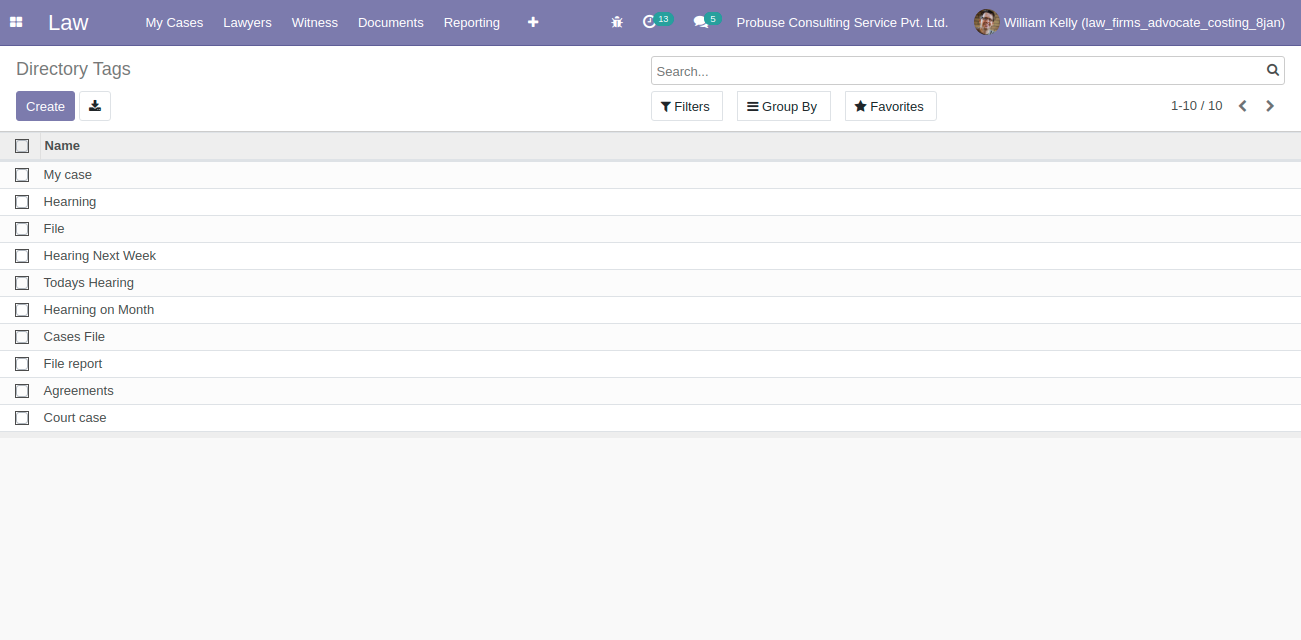 Law My Cases Lawyers Witness Documents Reporting 13 5 Probuse Consulting Service Pvt. Ltd. William Kelly (law_firms_advocate_costing_8jan)
Directory Tags
Search...
Create
Filters Group By Favorites 1-10 / 10
Name
My case
Hearning
File
Hearing Next Week
Todays Hearing
Hearning on Month
Cases File
File report
Agreements
Court case